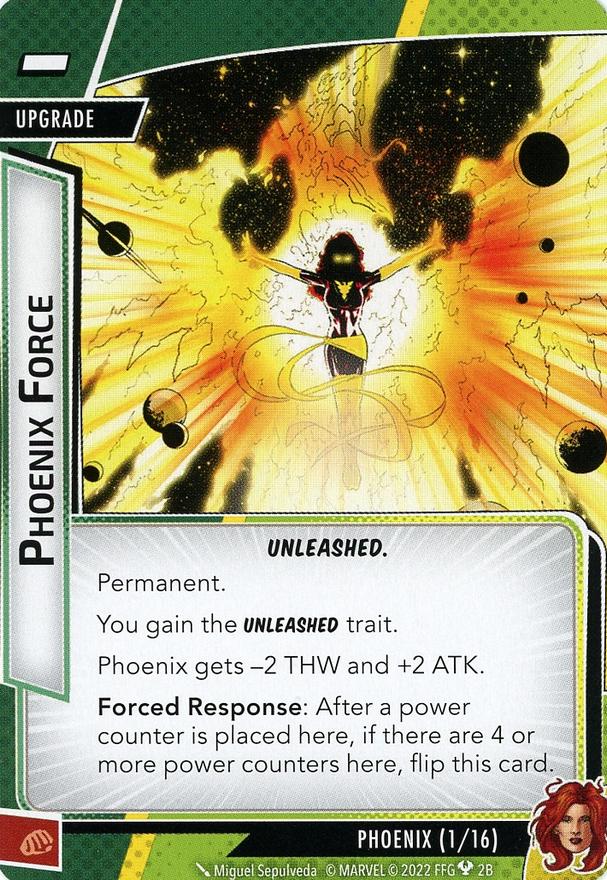 UPGRADE
PHOENIX FORCE
UNLEASHED.
Permanent.
You gain the UNLEASHED trait.
Phoenix gets –2 THW and +2 ATK.
Forced Response: After a power
counter is placed here, if there are 4 or
more power counters here, flip this card.
PHOENIX (1/16)
Miguel Sepulveda © MARVEL © 2022 FFG 2B